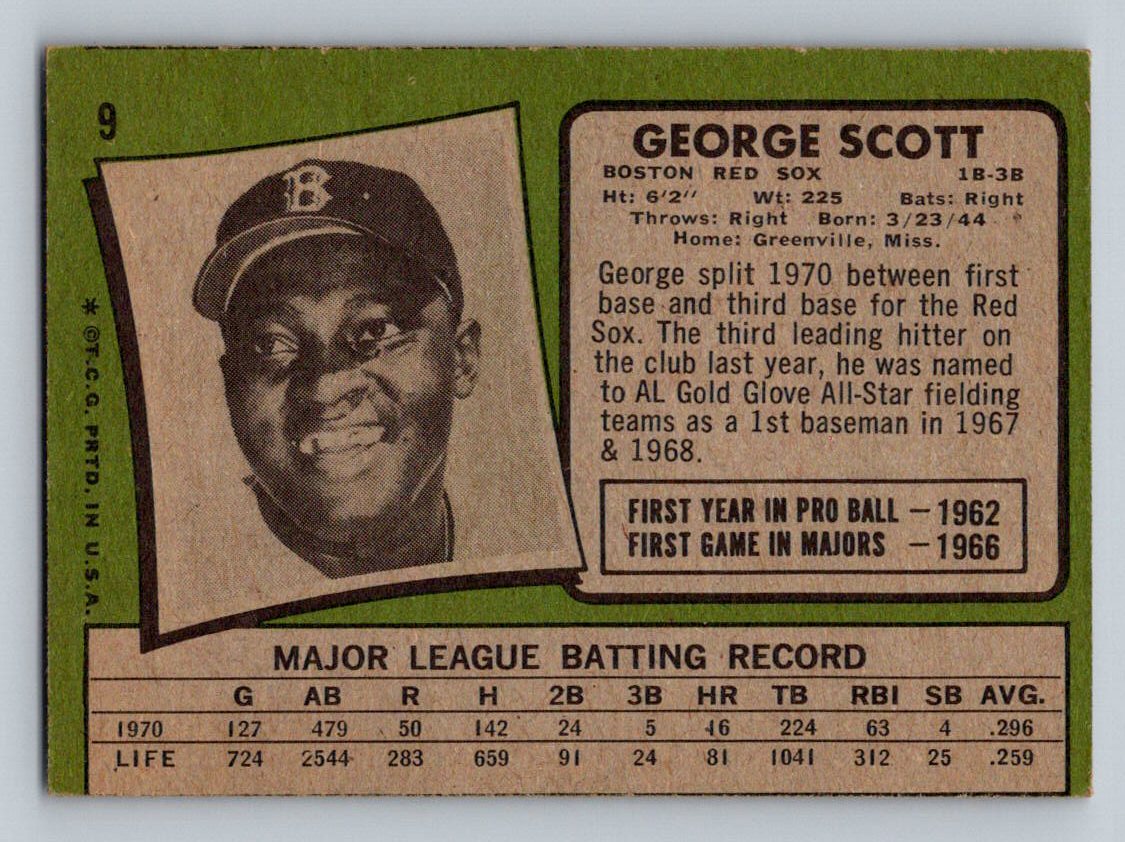 9
B
* ©T.C.G. PRTD. IN U.S.A.
GEORGE SCOTT
BOSTON RED SOX 1B-3B
Ht: 6'2" Wt: 225 Bats: Right
Throws: Right Born: 3/23/44
Home: Greenville, Miss.
George split 1970 between first
base and third base for the Red
Sox. The third leading hitter on
the club last year, he was named
to AL Gold Glove All-Star fielding
teams as a 1st baseman in 1967
& 1968.
FIRST YEAR IN PRO BALL — 1962
FIRST GAME IN MAJORS — 1966
MAJOR LEAGUE BATTING RECORD
G AB R H 2B 3B HR TB RBI SB AVG.
1970 127 479 50 142 24 5 16 224 63 4 .296
LIFE 724 2544 283 659 91 24 81 1041 312 25 .259